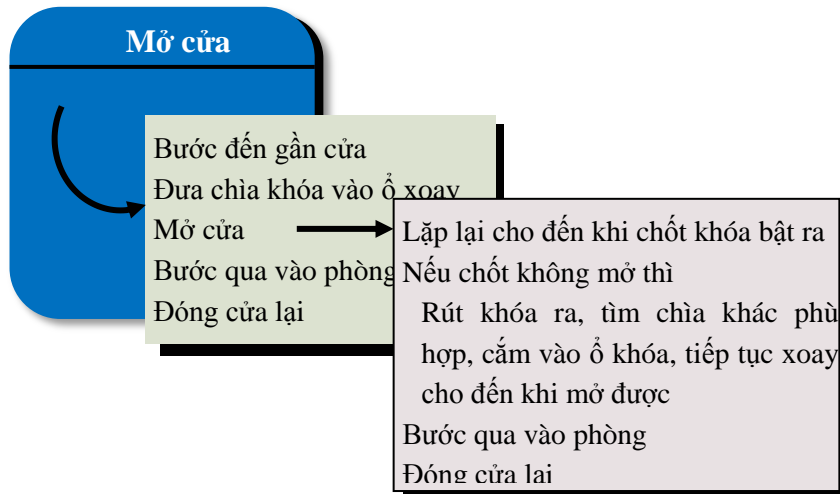 Mở cửa
Bước đến gần cửa
Đưa chìa khóa vào ổ xoay
Mở cửa
Bước qua vào phòng
Đóng cửa lại
Lặp lại cho đến khi chốt khóa bật ra
Nếu chốt không mở thì
Rút khóa ra, tìm chìa khác phù
hợp, cắm vào ổ khóa, tiếp tục xoay
cho đến khi mở được
Bước qua vào phòng
Đóng cửa lại